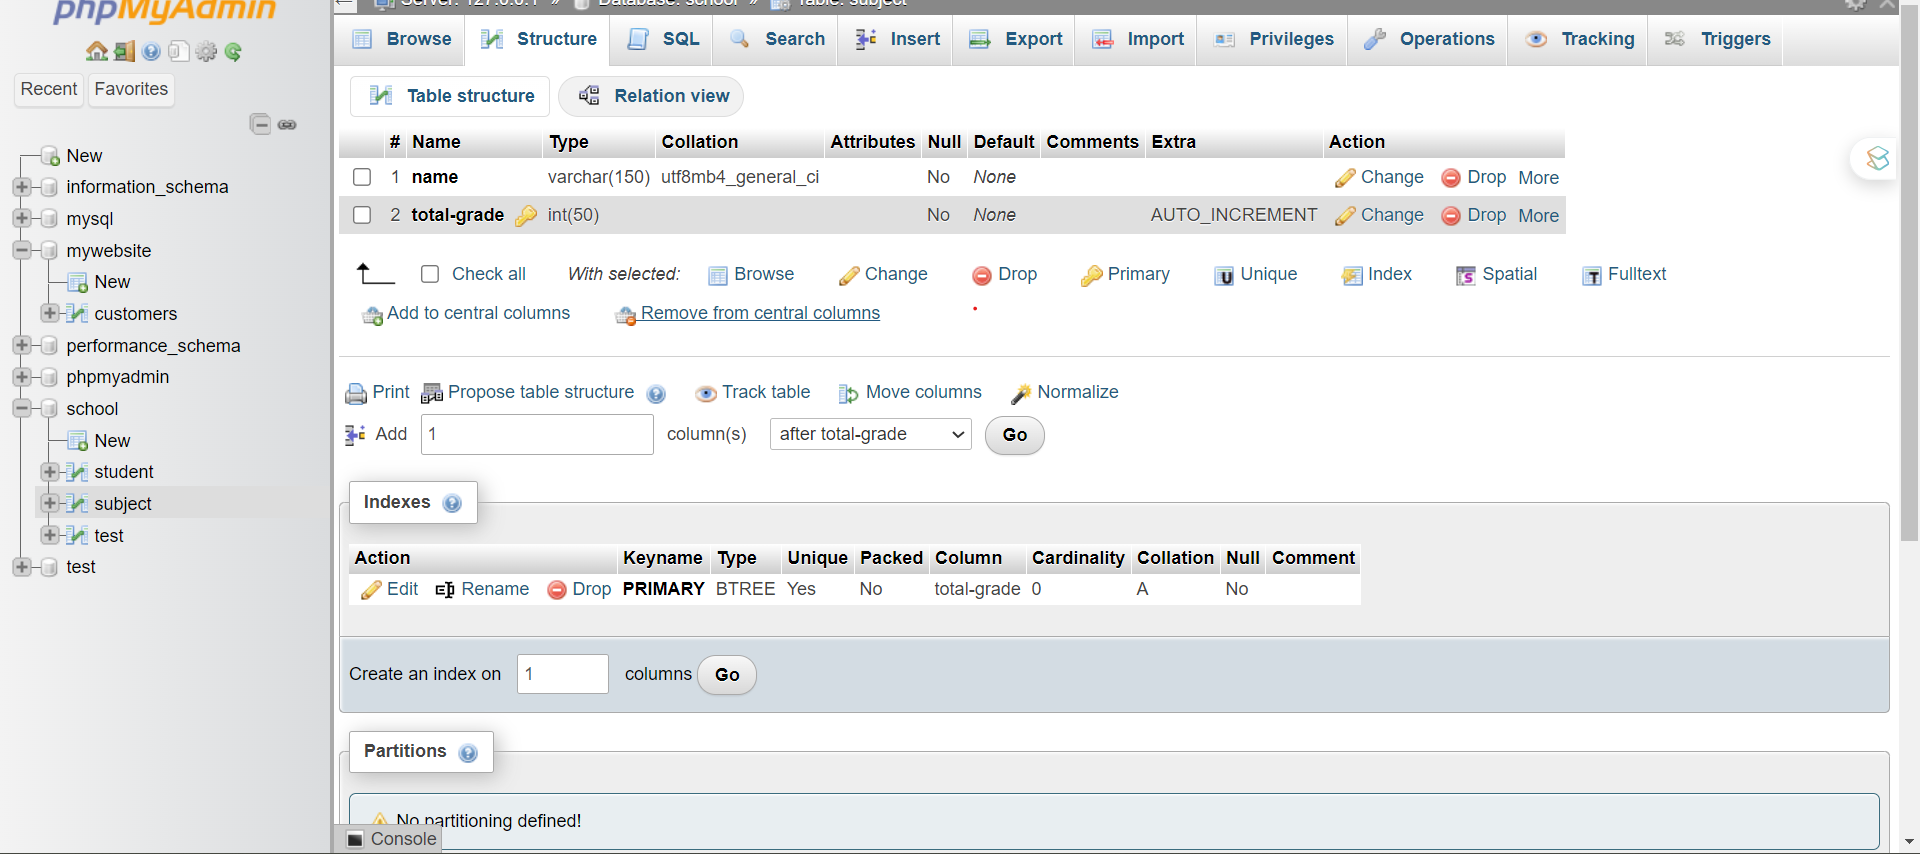 phpMyAdmin
Recent Favorites
New
information_schema
mysql
mywebsite
New
customers
performance_schema
phpmyadmin
school
New
student
subject
test
test
Server: 127.0.0.1 » Database: school » Table: subject
Browse Structure SQL Search Insert Export Import Privileges Operations Tracking Triggers
Table structure Relation view
# Name Type Collation Attributes Null Default Comments Extra Action
1 name varchar(150) utf8mb4_general_ci No None Change Drop More
2 total-grade int(50) No None AUTO_INCREMENT Change Drop More
Check all With selected: Browse Change Drop Primary Unique Index Spatial Fulltext
Add to central columns Remove from central columns
Print Propose table structure Track table Move columns Normalize
Add 1 column(s) after total-grade Go
Indexes
Action Keyname Type Unique Packed Column Cardinality Collation Null Comment
Edit Rename Drop PRIMARY BTREE Yes No total-grade 0 A No
Create an index on 1 columns Go
Partitions
No partitioning defined!
Console